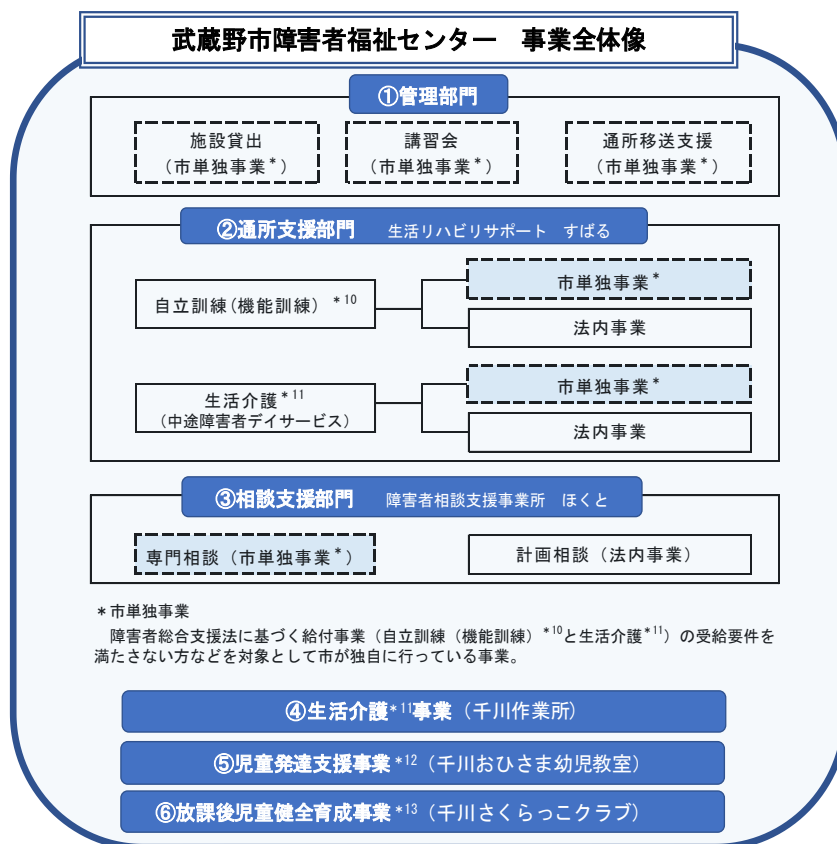 武蔵野市障害者福祉センター　事業全体像
①管理部門
施設貸出
（市単独事業*）
講習会
（市単独事業*）
通所移送支援
（市単独事業*）
②通所支援部門　生活リハビリサポート　すばる
自立訓練(機能訓練）*10
市単独事業*
法内事業
生活介護*11
（中途障害者デイサービス）
市単独事業*
法内事業
③相談支援部門　障害者相談支援事業所　ほくと
専門相談（市単独事業*）
計画相談（法内事業）
＊市単独事業
障害者総合支援法に基づく給付事業（自立訓練（機能訓練）*10と生活介護*11）の受給要件を
満たさない方などを対象として市が独自に行っている事業。
④生活介護*11事業（千川作業所）
⑤児童発達支援事業*12（千川おひさま幼児教室）
⑥放課後児童健全育成事業*13（千川さくらっこクラブ）